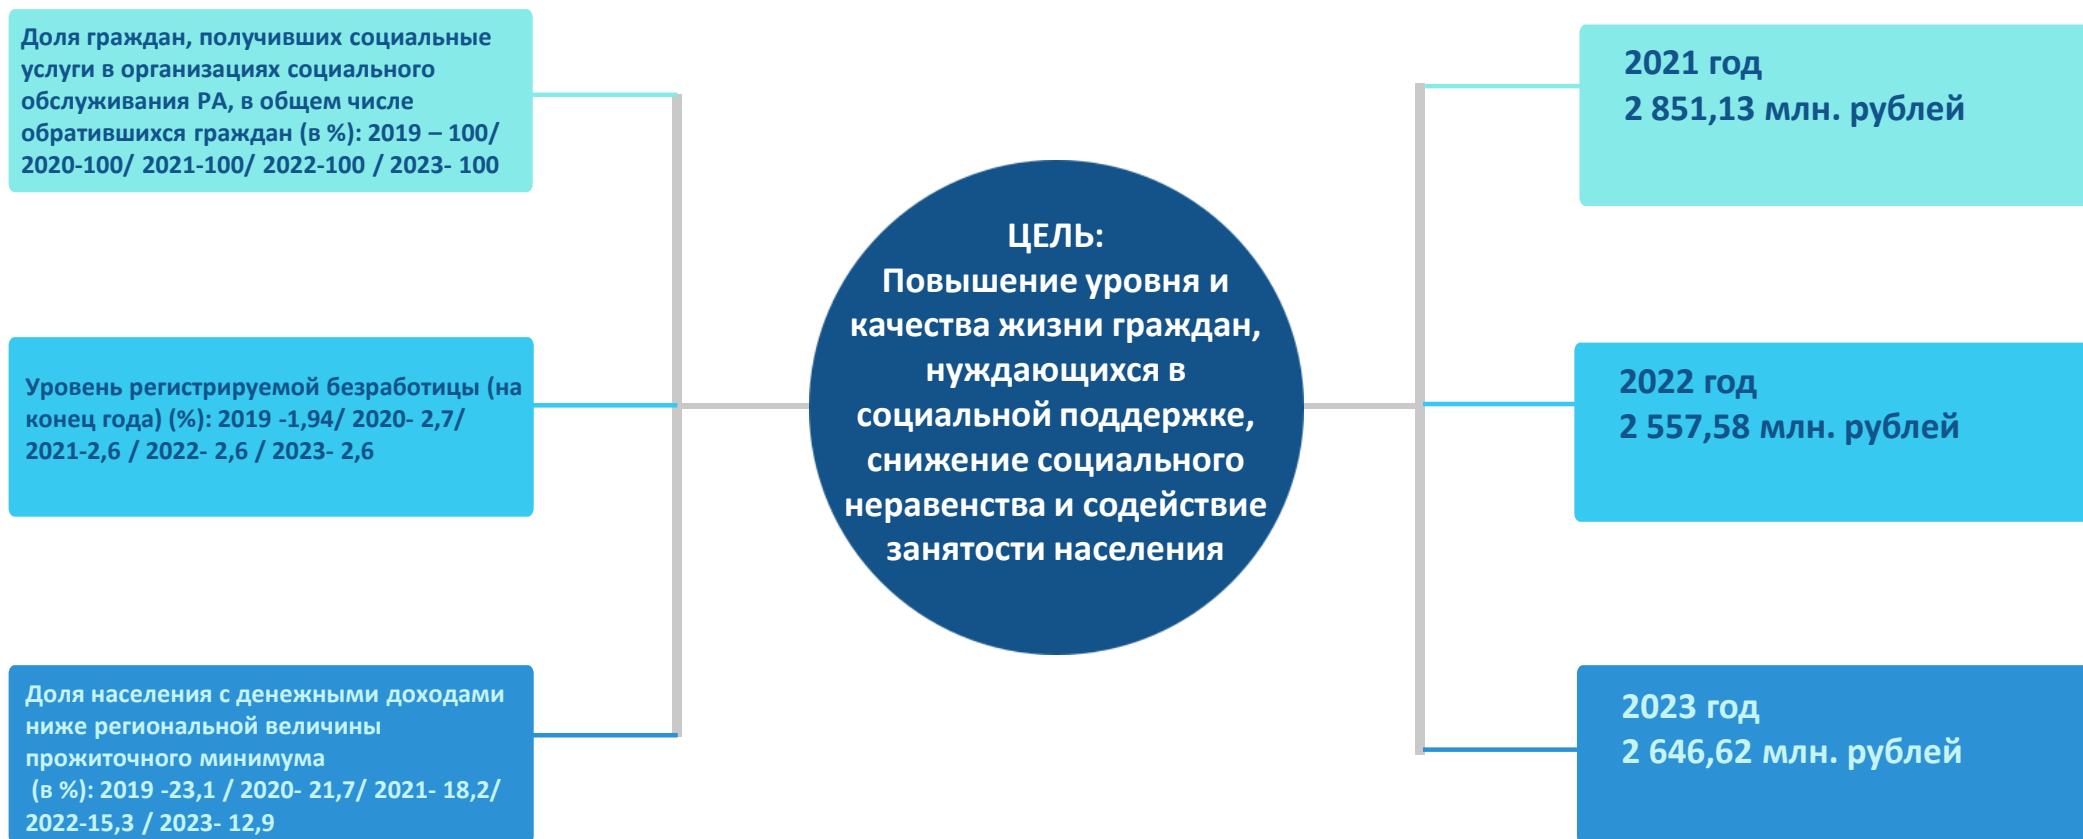 Доля граждан, получивших социальные
услуги в организациях социального
обслуживания РА, в общем числе
обратившихся граждан (в %): 2019 – 100/
2020-100/ 2021-100/ 2022-100 / 2023- 100
Уровень регистрируемой безработицы (на
конец года) (%): 2019 -1,94/ 2020- 2,7/
2021-2,6 / 2022- 2,6 / 2023- 2,6
Доля населения с денежными доходами
ниже региональной величины
прожиточного минимума
(в %): 2019 -23,1 / 2020- 21,7/ 2021- 18,2/
2022-15,3 / 2023- 12,9
ЦЕЛЬ:
Повышение уровня и
качества жизни граждан,
нуждающихся в
социальной поддержке,
снижение социального
неравенства и содействие
занятости населения
2021 год
2 851,13 млн. рублей
2022 год
2 557,58 млн. рублей
2023 год
2 646,62 млн. рублей